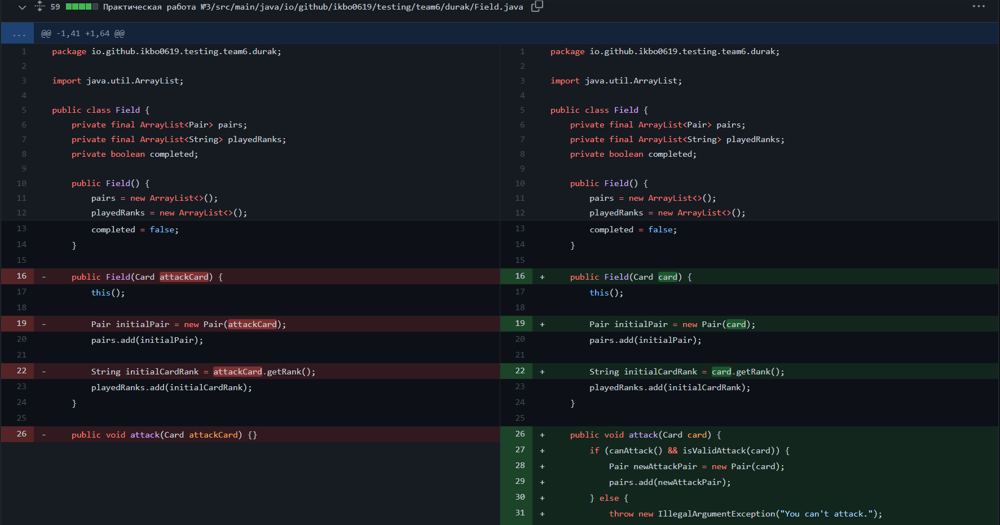 59 Практическая работа №3/src/main/java/io/github/ikbo0619/testing/team6/durak/Field.java ...
... @@ -1,41 +1,64 @@
1 package io.github.ikbo0619.testing.team6.durak;
2
3 import java.util.ArrayList;
4
5 public class Field {
6 private final ArrayList<Pair> pairs;
7 private final ArrayList<String> playedRanks;
8 private boolean completed;
9
10 public Field() {
11 pairs = new ArrayList<>();
12 playedRanks = new ArrayList<>();
13 completed = false;
14 }
15
16 - public Field(Card attackCard) {
17 this();
18
19 - Pair initialPair = new Pair(attackCard);
20 pairs.add(initialPair);
21
22 - String initialCardRank = attackCard.getRank();
23 playedRanks.add(initialCardRank);
24 }
25
26 - public void attack(Card attackCard) {}
1 package io.github.ikbo0619.testing.team6.durak;
2
3 import java.util.ArrayList;
4
5 public class Field {
6 private final ArrayList<Pair> pairs;
7 private final ArrayList<String> playedRanks;
8 private boolean completed;
9
10 public Field() {
11 pairs = new ArrayList<>();
12 playedRanks = new ArrayList<>();
13 completed = false;
14 }
15
16 + public Field(Card card) {
17 this();
18
19 + Pair initialPair = new Pair(card);
20 pairs.add(initialPair);
21
22 + String initialCardRank = card.getRank();
23 playedRanks.add(initialCardRank);
24 }
25
26 + public void attack(Card card) {
27 + if (canAttack() && isValidAttack(card)) {
28 + Pair newAttackPair = new Pair(card);
29 + pairs.add(newAttackPair);
30 + } else {
31 + throw new IllegalArgumentException("You can't attack.");